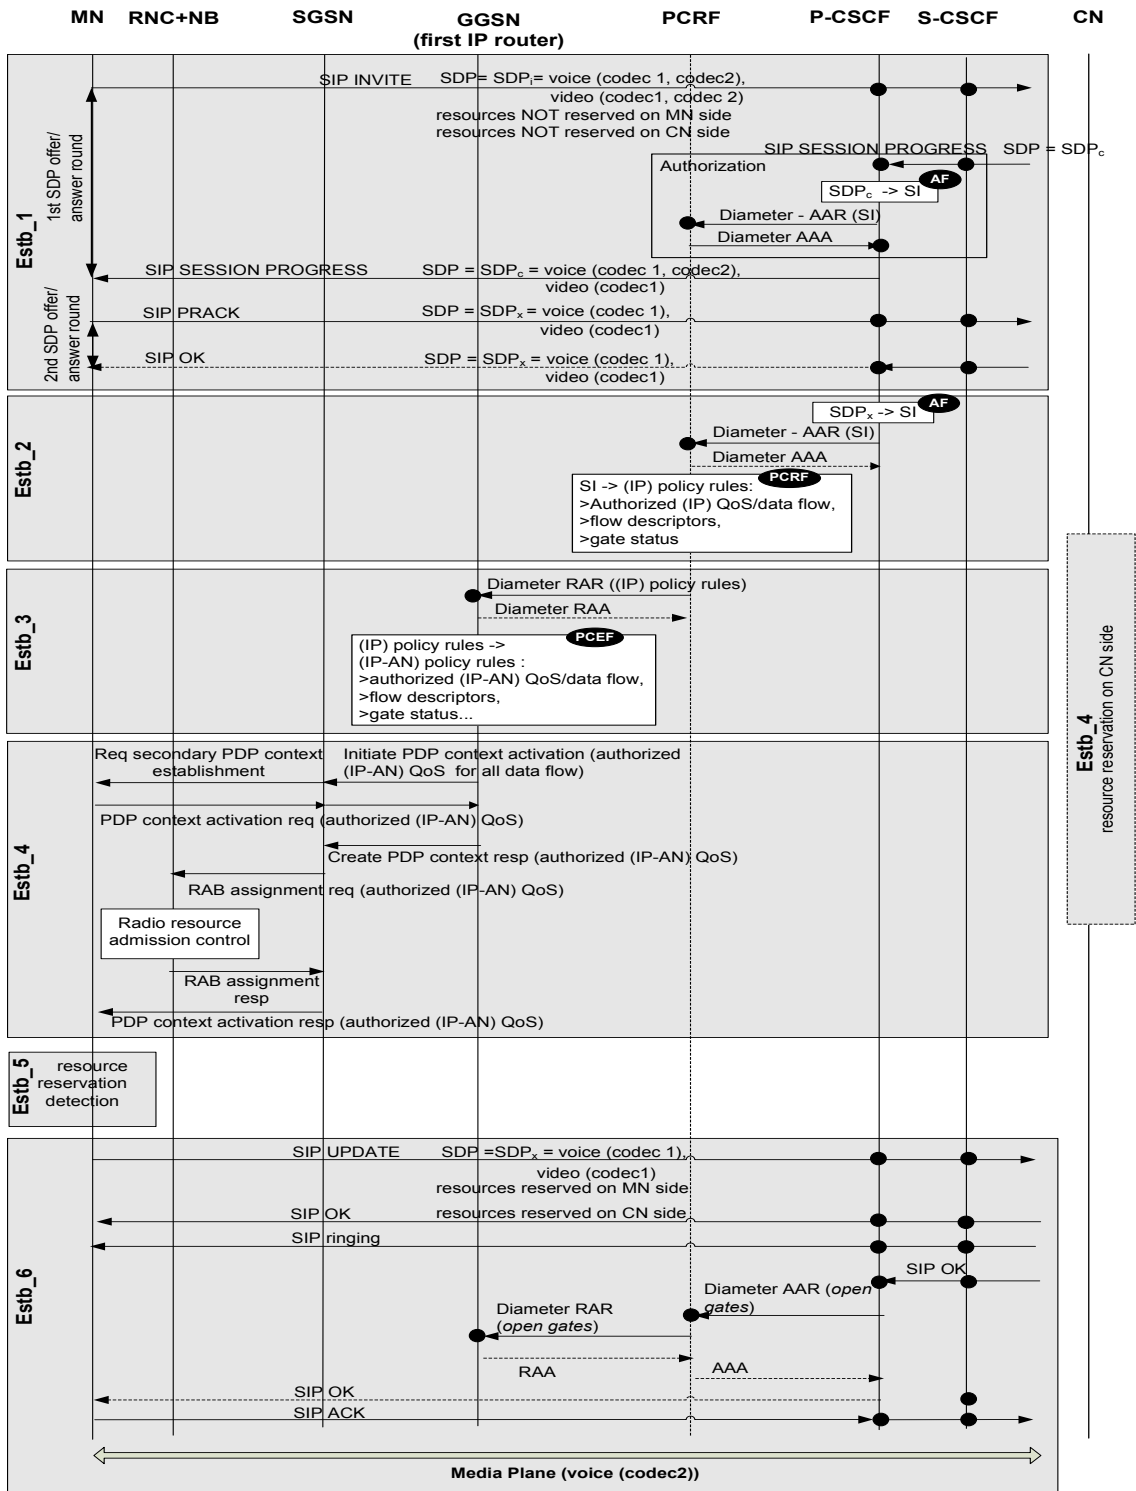 MN RNC+NB SGSN GGSN PCRF P-CSCF S-CSCF CN
(first IP router)
Estb_1
1st SDP offer/
answer round
SIP INVITE SDP= SDPi= voice (codec 1, codec2),
video (codec1, codec 2)
resources NOT reserved on MN side
resources NOT reserved on CN side
SIP SESSION PROGRESS SDP = SDPc
Authorization
AF
SDPc -> SI
Diameter - AAR (SI)
Diameter AAA
SIP SESSION PROGRESS SDP = SDPc = voice (codec 1, codec2),
video (codec1)
2nd SDP offer/
answer round
SIP PRACK SDP = SDPx = voice (codec 1),
video (codec1)
SIP OK SDP = SDPx = voice (codec 1),
video (codec1)
Estb_2
AF
SDPx -> SI
Diameter - AAR (SI)
Diameter AAA
PCRF
SI -> (IP) policy rules:
>Authorized (IP) QoS/data flow,
>flow descriptors,
>gate status
Estb_3
Diameter RAR ((IP) policy rules)
Diameter RAA
PCEF
(IP) policy rules ->
(IP-AN) policy rules :
>authorized (IP-AN) QoS/data flow,
>flow descriptors,
>gate status...
Estb_4
resource reservation on CN side
Estb_4
Req secondary PDP context
establishment
Initiate PDP context activation (authorized
(IP-AN) QoS for all data flow)
PDP context activation req (authorized (IP-AN) QoS)
Create PDP context resp (authorized (IP-AN) QoS)
RAB assignment req (authorized (IP-AN) QoS)
Radio resource
admission control
RAB assignment
resp
PDP context activation resp (authorized (IP-AN) QoS)
Estb_5
resource
reservation
detection
Estb_6
SIP UPDATE SDP =SDPx = voice (codec 1),
video (codec1)
resources reserved on MN side
SIP OK resources reserved on CN side
SIP ringing
SIP OK
Diameter AAR (open
gates)
Diameter RAR
(open gates)
RAA
AAA
SIP OK
SIP ACK
Media Plane (voice (codec2))